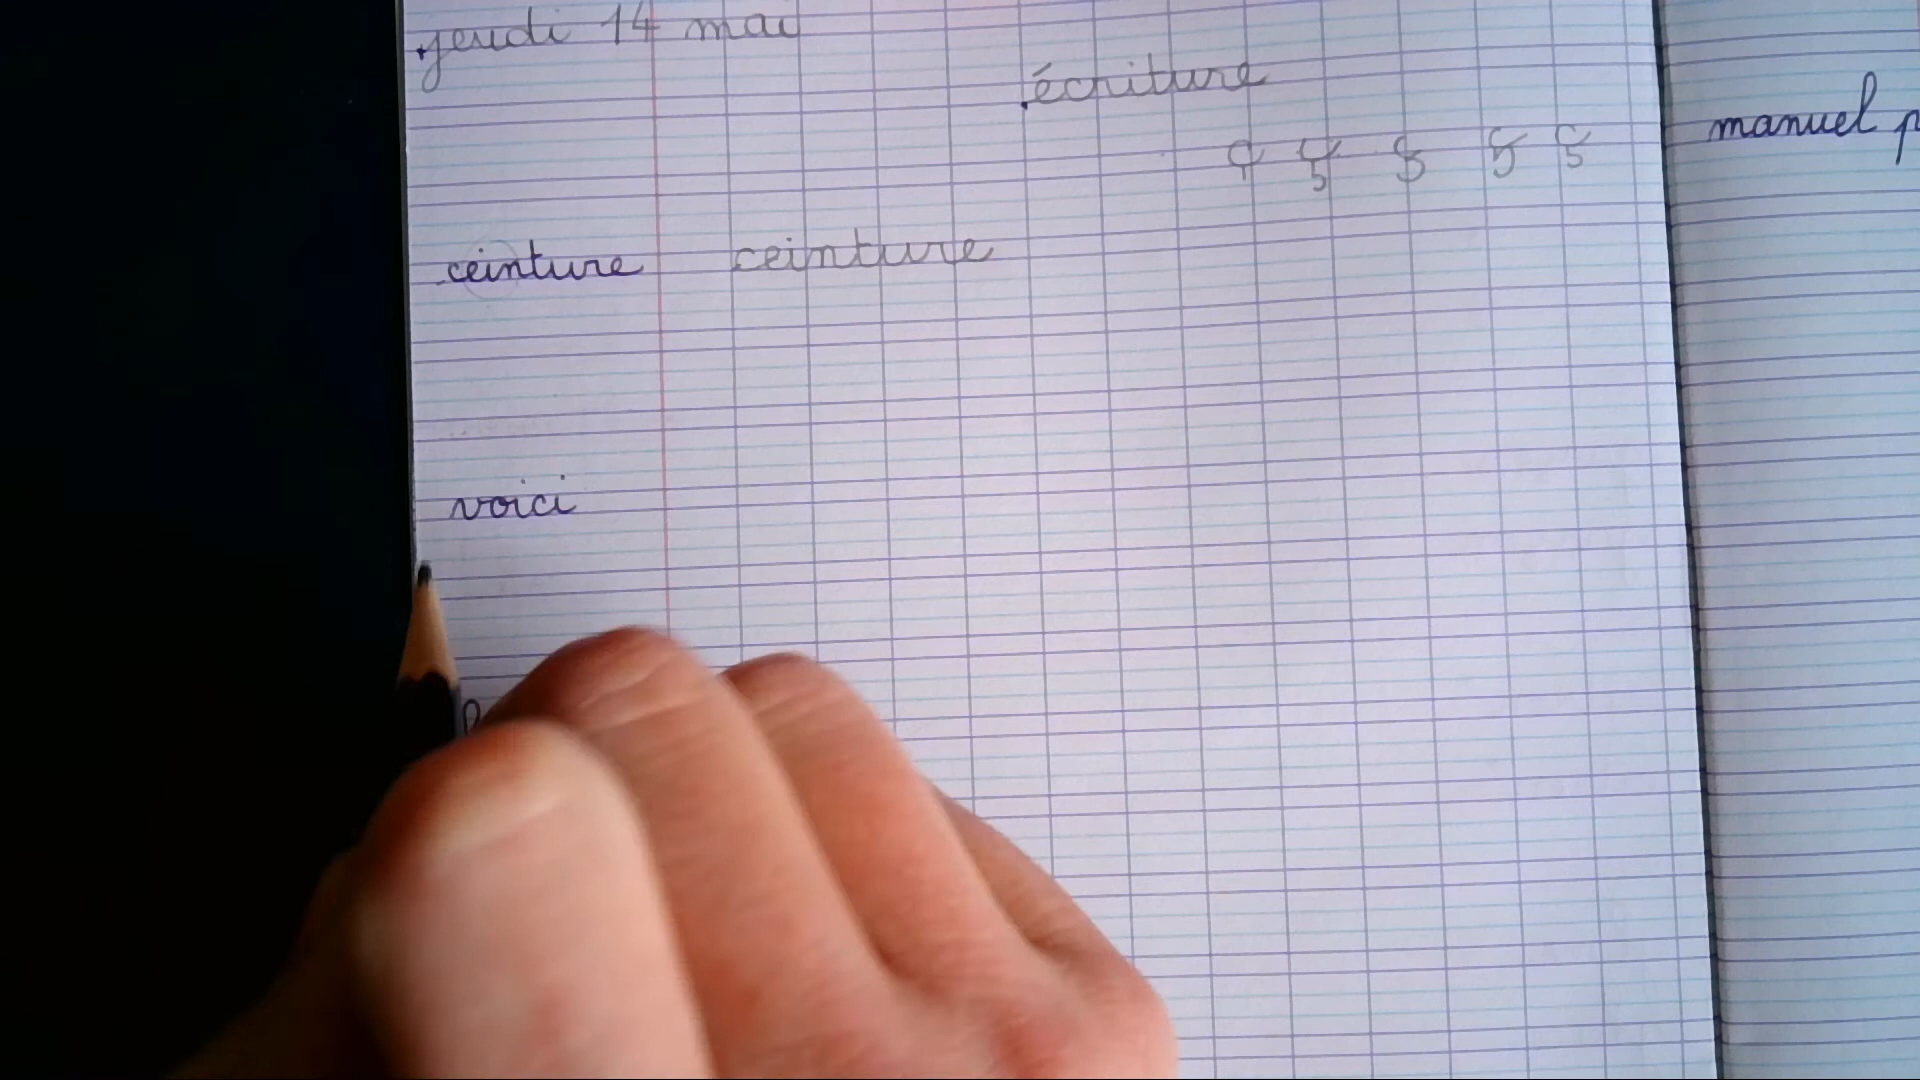 jeudi 14 mai
écriture
manuel
ceinture ceinture
voici